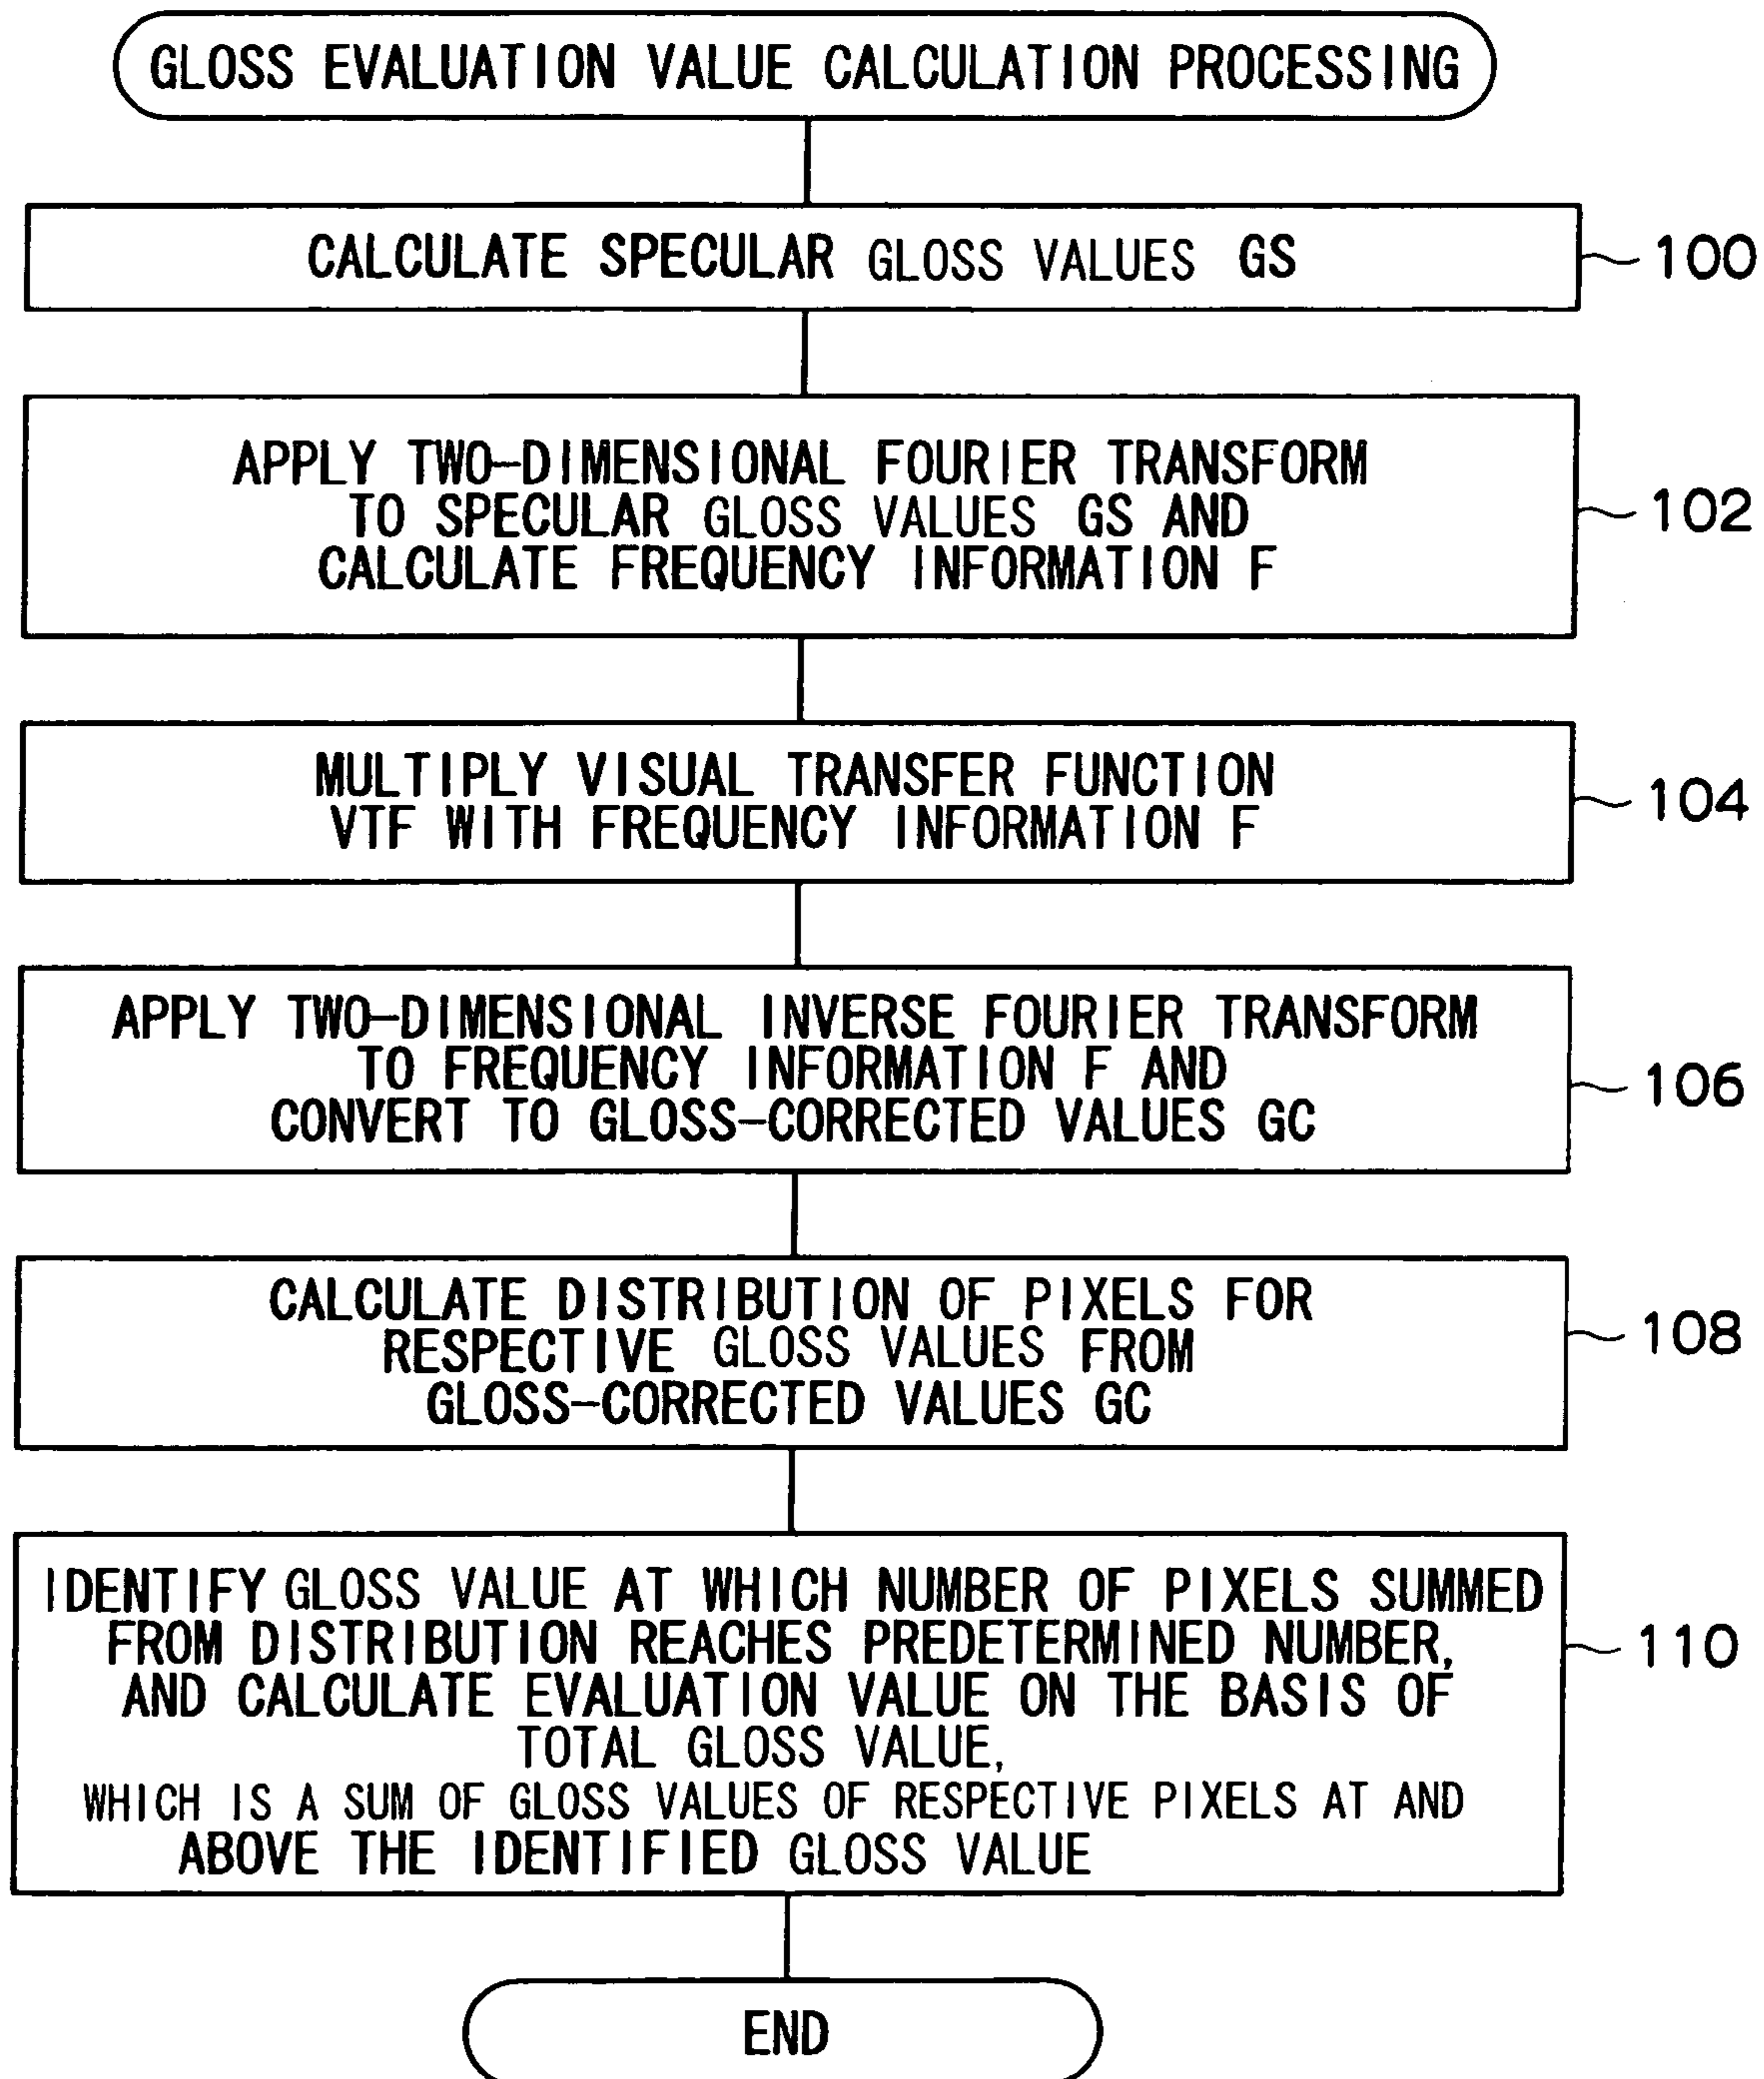 GLOSS EVALUATION VALUE CALCULATION PROCESSING
CALCULATE SPECULAR GLOSS VALUES GS
100
APPLY TWO-DIMENSIONAL FOURIER TRANSFORM
TO SPECULAR GLOSS VALUES GS AND
CALCULATE FREQUENCY INFORMATION F
102
MULTIPLY VISUAL TRANSFER FUNCTION
VTF WITH FREQUENCY INFORMATION F
104
APPLY TWO-DIMENSIONAL INVERSE FOURIER TRANSFORM
TO FREQUENCY INFORMATION F AND
CONVERT TO GLOSS-CORRECTED VALUES GC
106
CALCULATE DISTRIBUTION OF PIXELS FOR
RESPECTIVE GLOSS VALUES FROM
GLOSS-CORRECTED VALUES GC
108
IDENTIFY GLOSS VALUE AT WHICH NUMBER OF PIXELS SUMMED
FROM DISTRIBUTION REACHES PREDETERMINED NUMBER,
AND CALCULATE EVALUATION VALUE ON THE BASIS OF
TOTAL GLOSS VALUE,
WHICH IS A SUM OF GLOSS VALUES OF RESPECTIVE PIXELS AT AND
ABOVE THE IDENTIFIED GLOSS VALUE
110
END